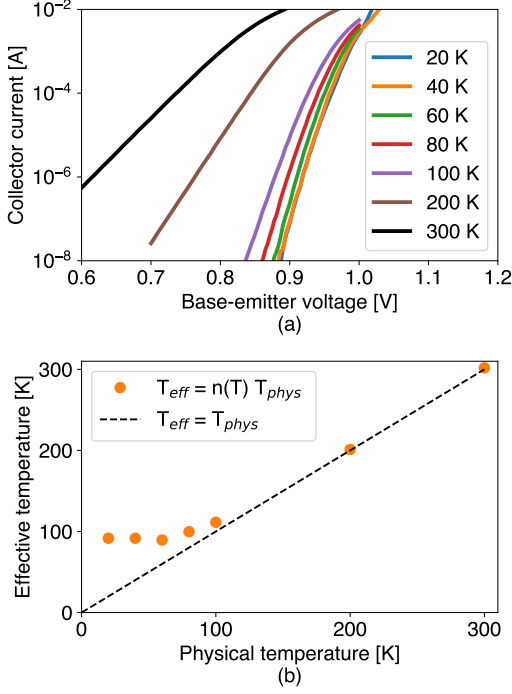 10⁻²
10⁻⁴
10⁻⁶
10⁻⁸
Collector current [A]
20 K
40 K
60 K
80 K
100 K
200 K
300 K
0.6 0.7 0.8 0.9 1.0 1.1 1.2
Base-emitter voltage [V]
(a)
300
200
100
0
Effective temperature [K]
T_eff = n(T) T_phys
T_eff = T_phys
0 100 200 300
Physical temperature [K]
(b)